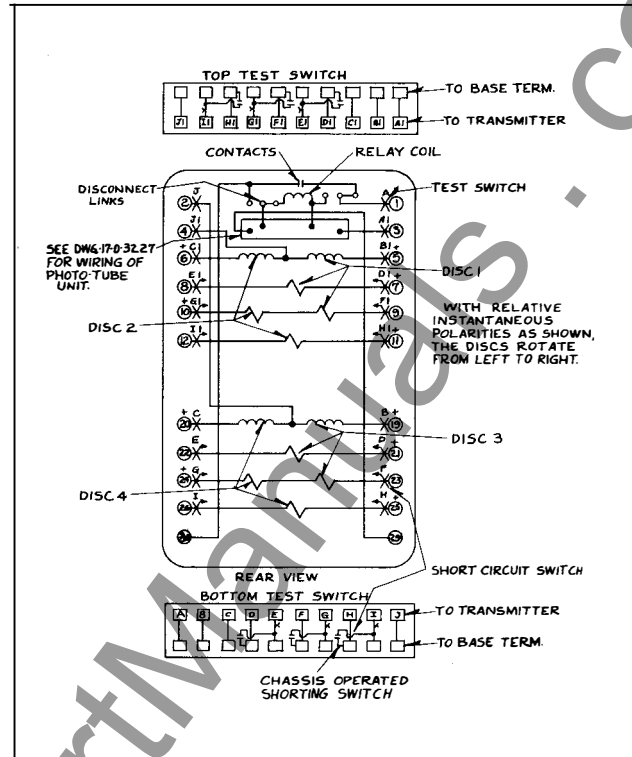 TOP TEST SWITCH
TO BASE TERM.
J1 I1 H1 G1 F1 E1 D1 C1 B1 A1
TO TRANSMITTER
CONTACTS
RELAY COIL
DISCONNECT LINKS
TEST SWITCH
J
A
2
1
J1
A1
4
3
SEE DWG. 17-D-3227
FOR WIRING OF
PHOTO-TUBE
UNIT.
+ C1
B1 +
6
5
DISC 1
E1
D1 +
8
7
+ G1
F1
10
9
DISC 2
I1
H1 +
12
11
WITH RELATIVE
INSTANTANEOUS
POLARITIES AS SHOWN,
THE DISCS ROTATE
FROM LEFT TO RIGHT.
+ C
B +
20
19
DISC 3
E
D
22
21
+
+ G
F
24
23
DISC 4
I
H
26
25
+
30
29
REAR VIEW
SHORT CIRCUIT SWITCH
BOTTOM TEST SWITCH
A B C D E F G H I J
TO TRANSMITTER
TO BASE TERM.
CHASSIS OPERATED
SHORTING SWITCH
rtManuals . c